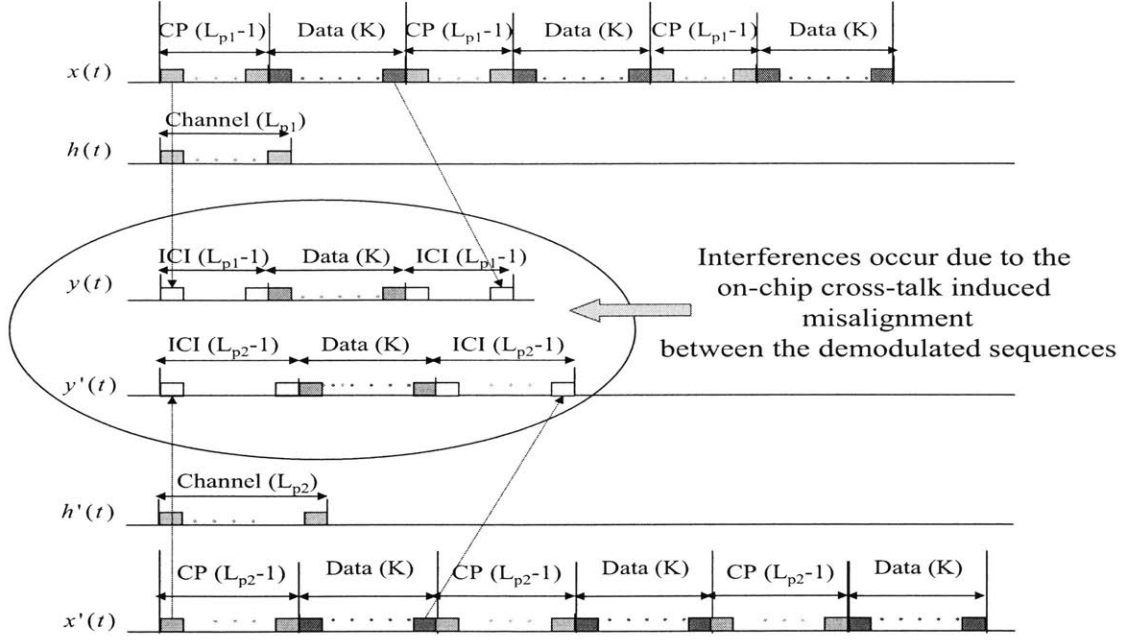 CP (Lp1-1) Data (K) CP (Lp1-1) Data (K) CP (Lp1-1) Data (K)
x(t)
Channel (Lp1)
h(t)
ICI (Lp1-1) Data (K) ICI (Lp1-1)
y(t)
ICI (Lp2-1) Data (K) ICI (Lp2-1)
y'(t)
Interferences occur due to the
on-chip cross-talk induced
misalignment
between the demodulated sequences
Channel (Lp2)
h'(t)
CP (Lp2-1) Data (K) CP (Lp2-1) Data (K) CP (Lp2-1) Data (K)
x'(t)